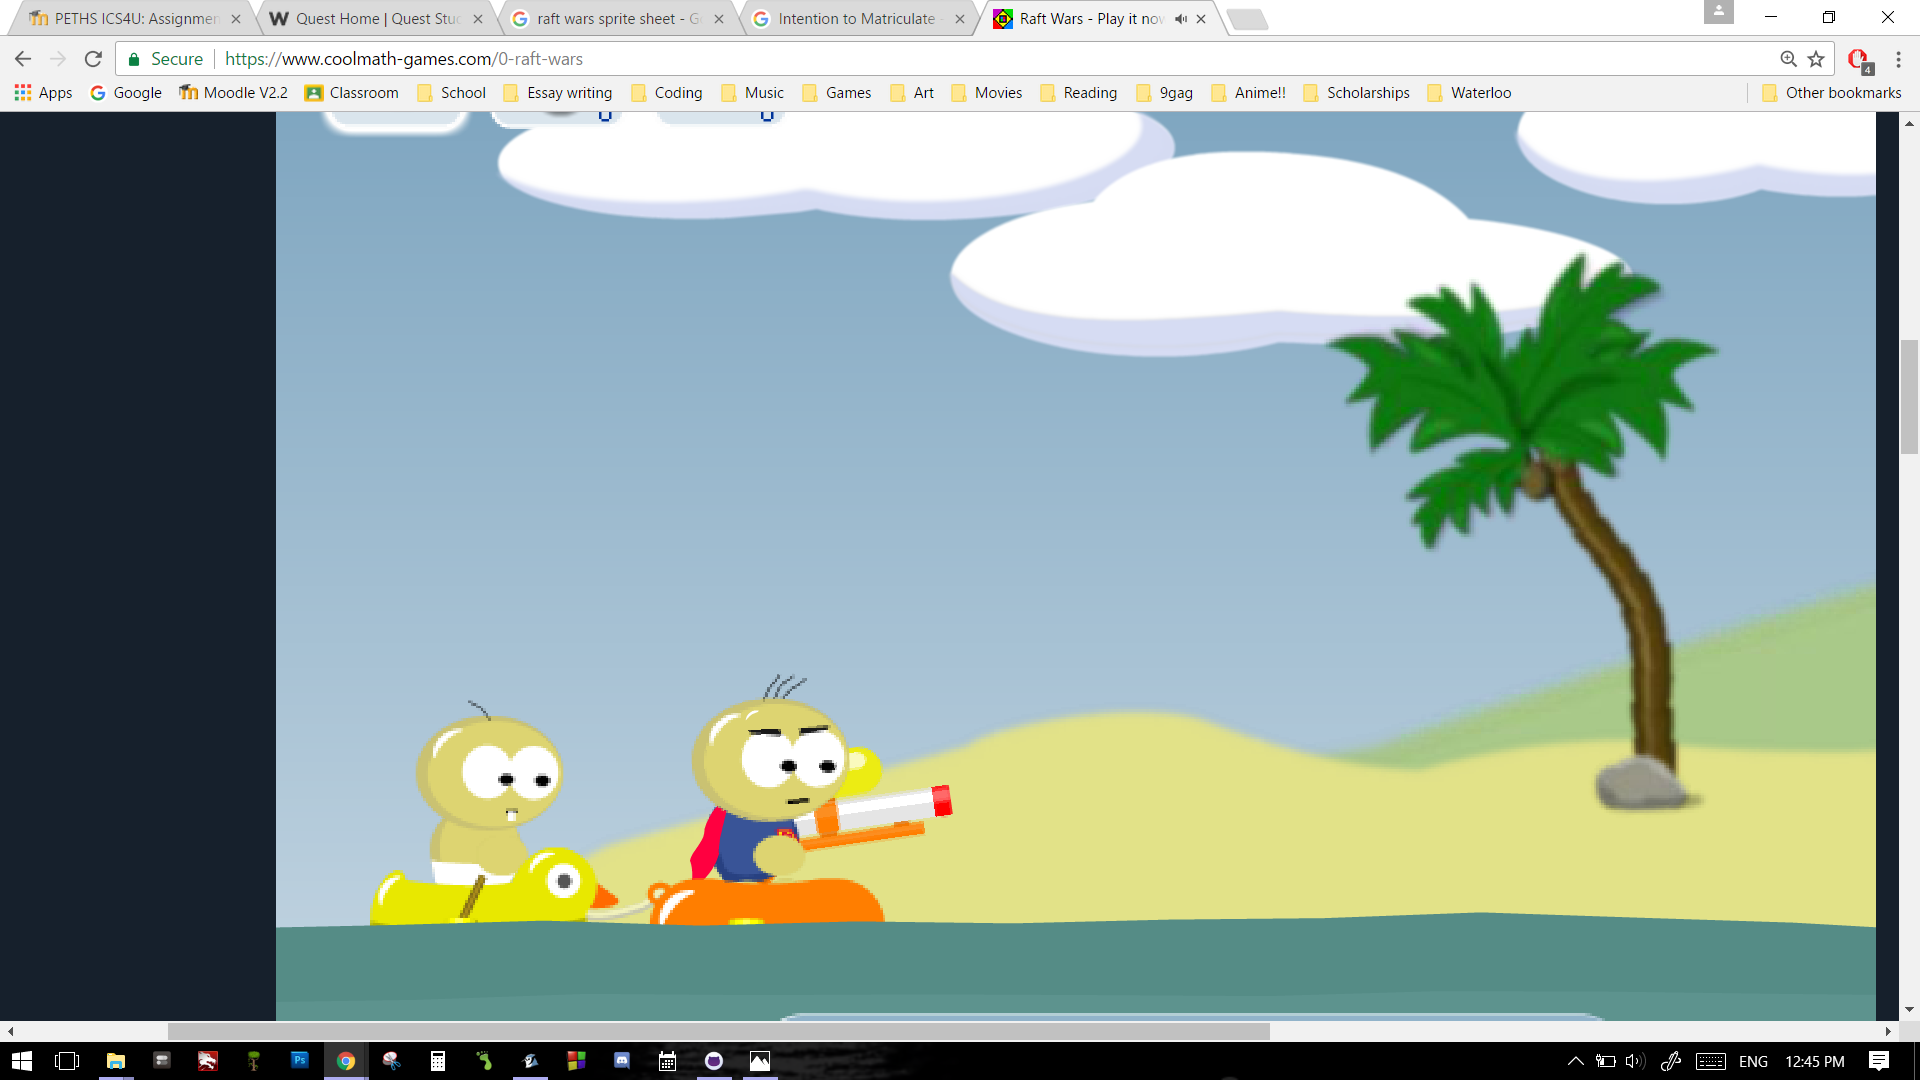 PETHS ICS4U: Assignmen
Quest Home | Quest Stu
raft wars sprite sheet - G
Intention to Matriculate -
Raft Wars - Play it now
Secure
https://www.coolmath-games.com/0-raft-wars
4
Apps
Google
Moodle V2.2
Classroom
School
Essay writing
Coding
Music
Games
Art
Movies
Reading
9gag
Anime!!
Scholarships
Waterloo
Other bookmarks
ENG
12:45 PM